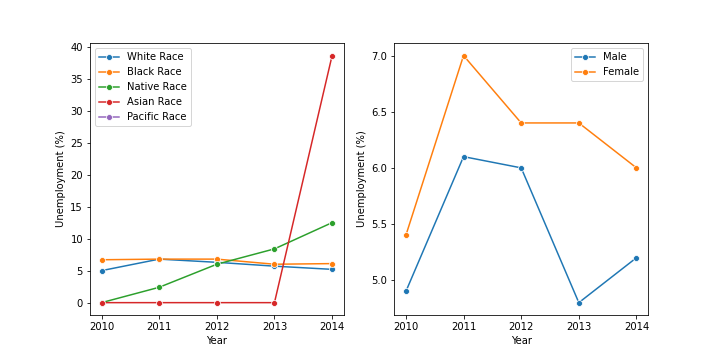 40
35
30
25
20
15
10
5
0
Unemployment (%)
White Race
Black Race
Native Race
Asian Race
Pacific Race
2010 2011 2012 2013 2014
Year
7.0
6.5
6.0
5.5
5.0
Unemployment (%)
Male
Female
2010 2011 2012 2013 2014
Year